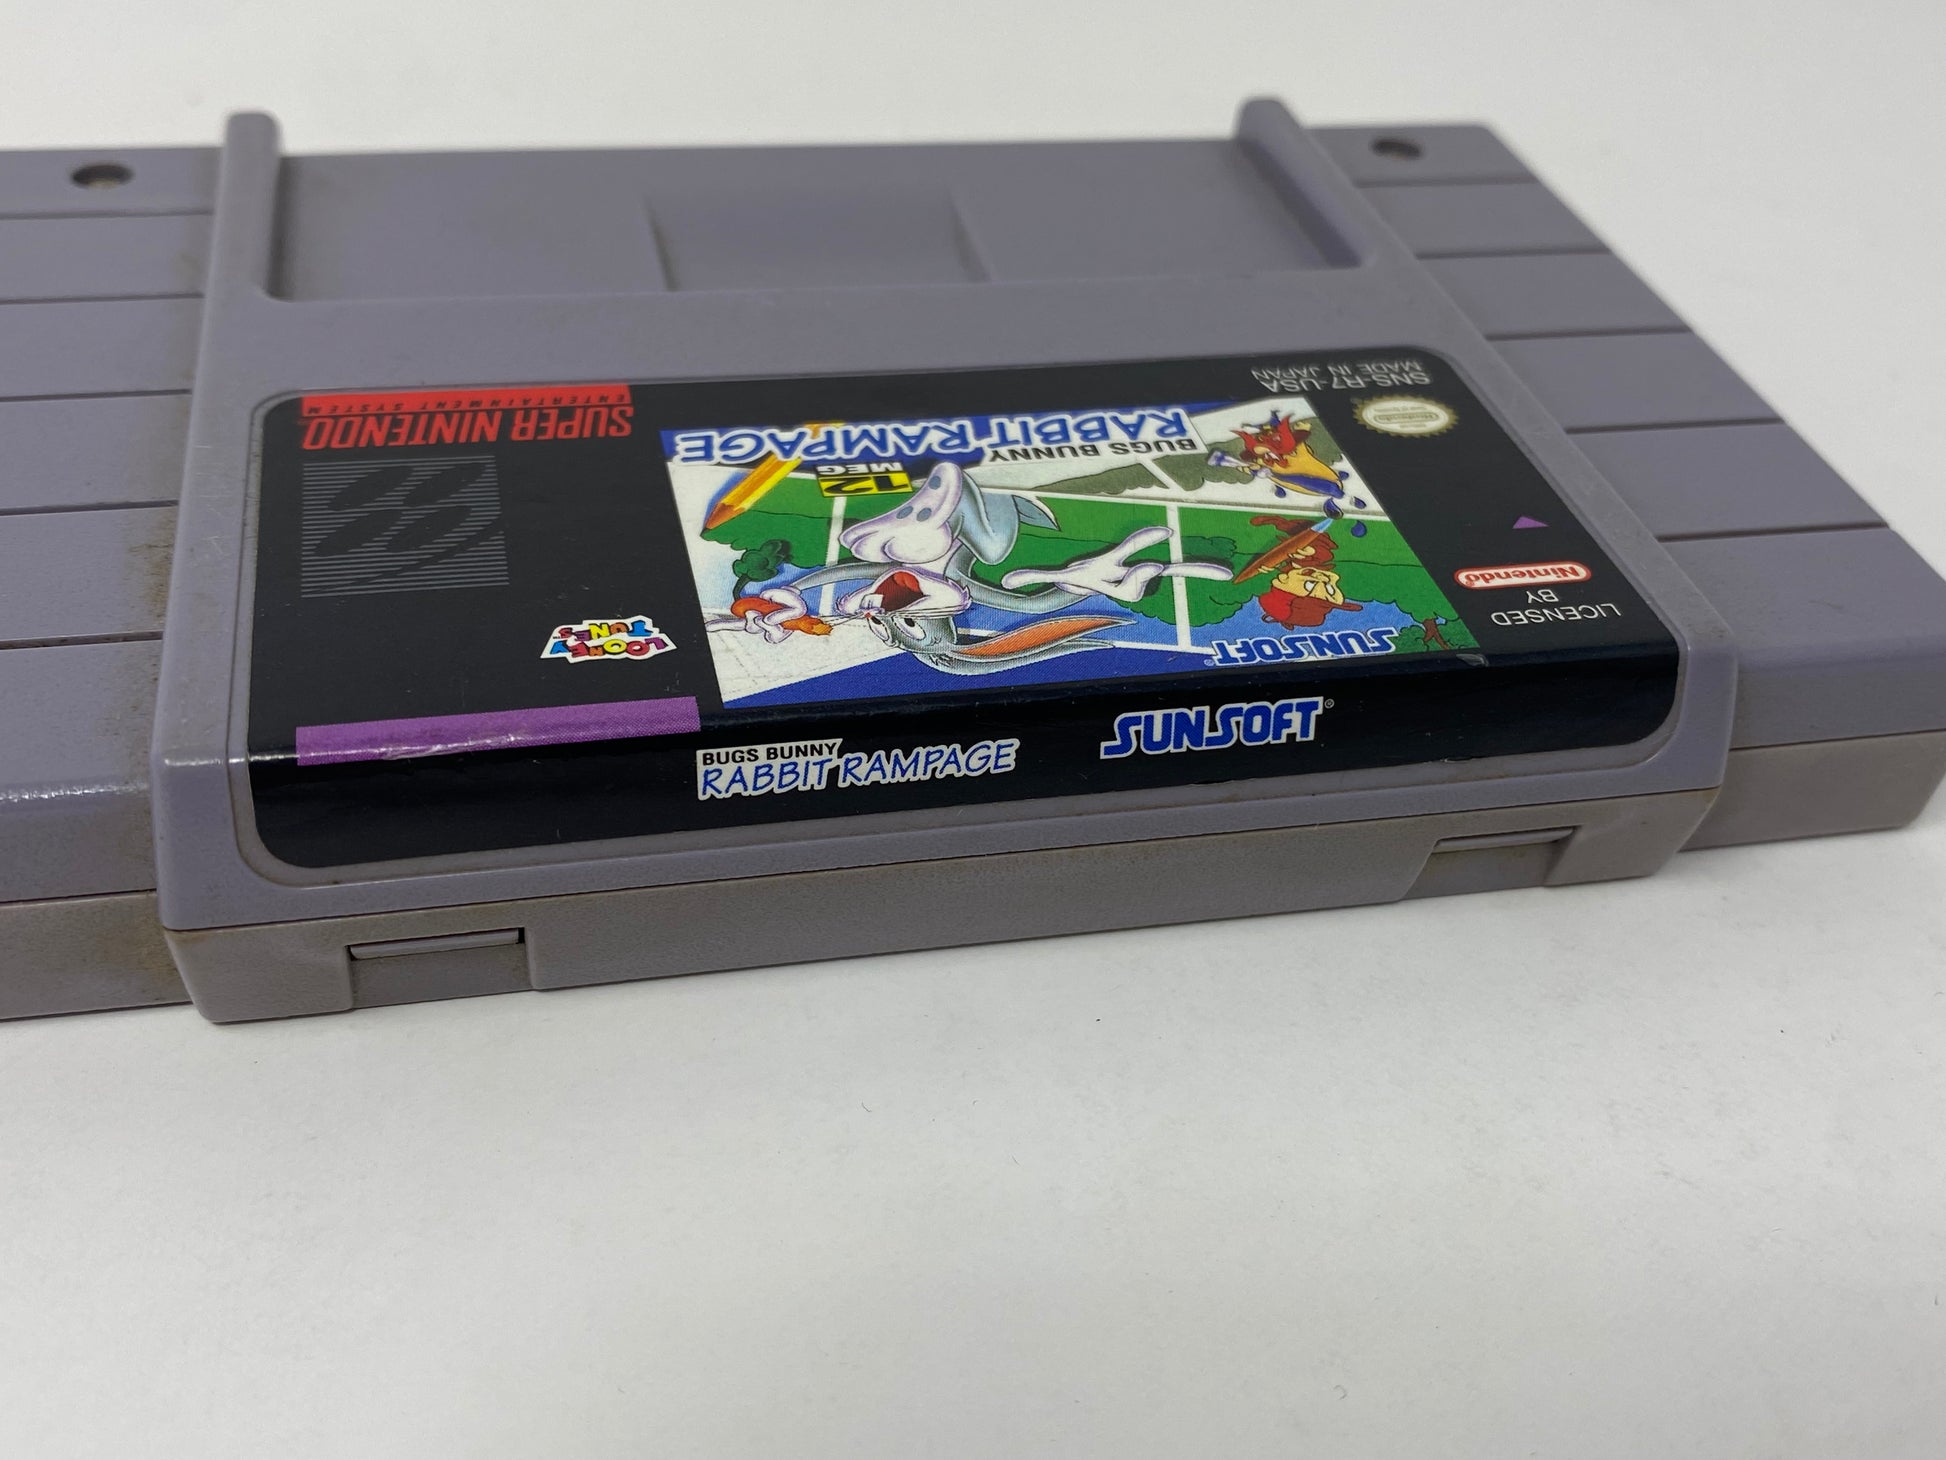 SUPER NINTENDO
ENTERTAINMENT SYSTEM
BUGS BUNNY
RABBIT RAMPAGE
12
MEG
SNS-R7-USA
MADE IN JAPAN
LICENSED
BY
Nintendo®
LOONEY
TUNES
SUNSOFT®
BUGS BUNNY
RABBIT RAMPAGE
SUNSOFT®